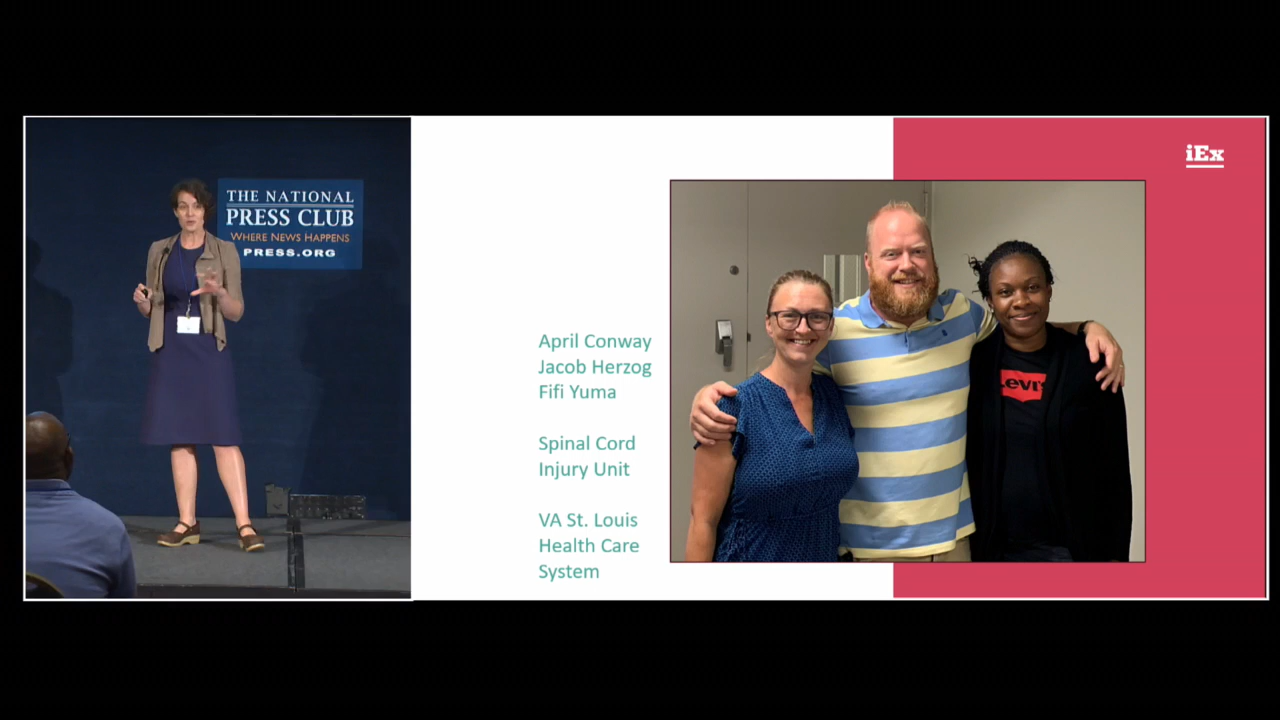 THE NATIONAL
PRESS CLUB
WHERE NEWS HAPPENS
PRESS.ORG
April Conway
Jacob Herzog
Fifi Yuma
Spinal Cord
Injury Unit
VA St. Louis
Health Care
System
iEx
Levi's